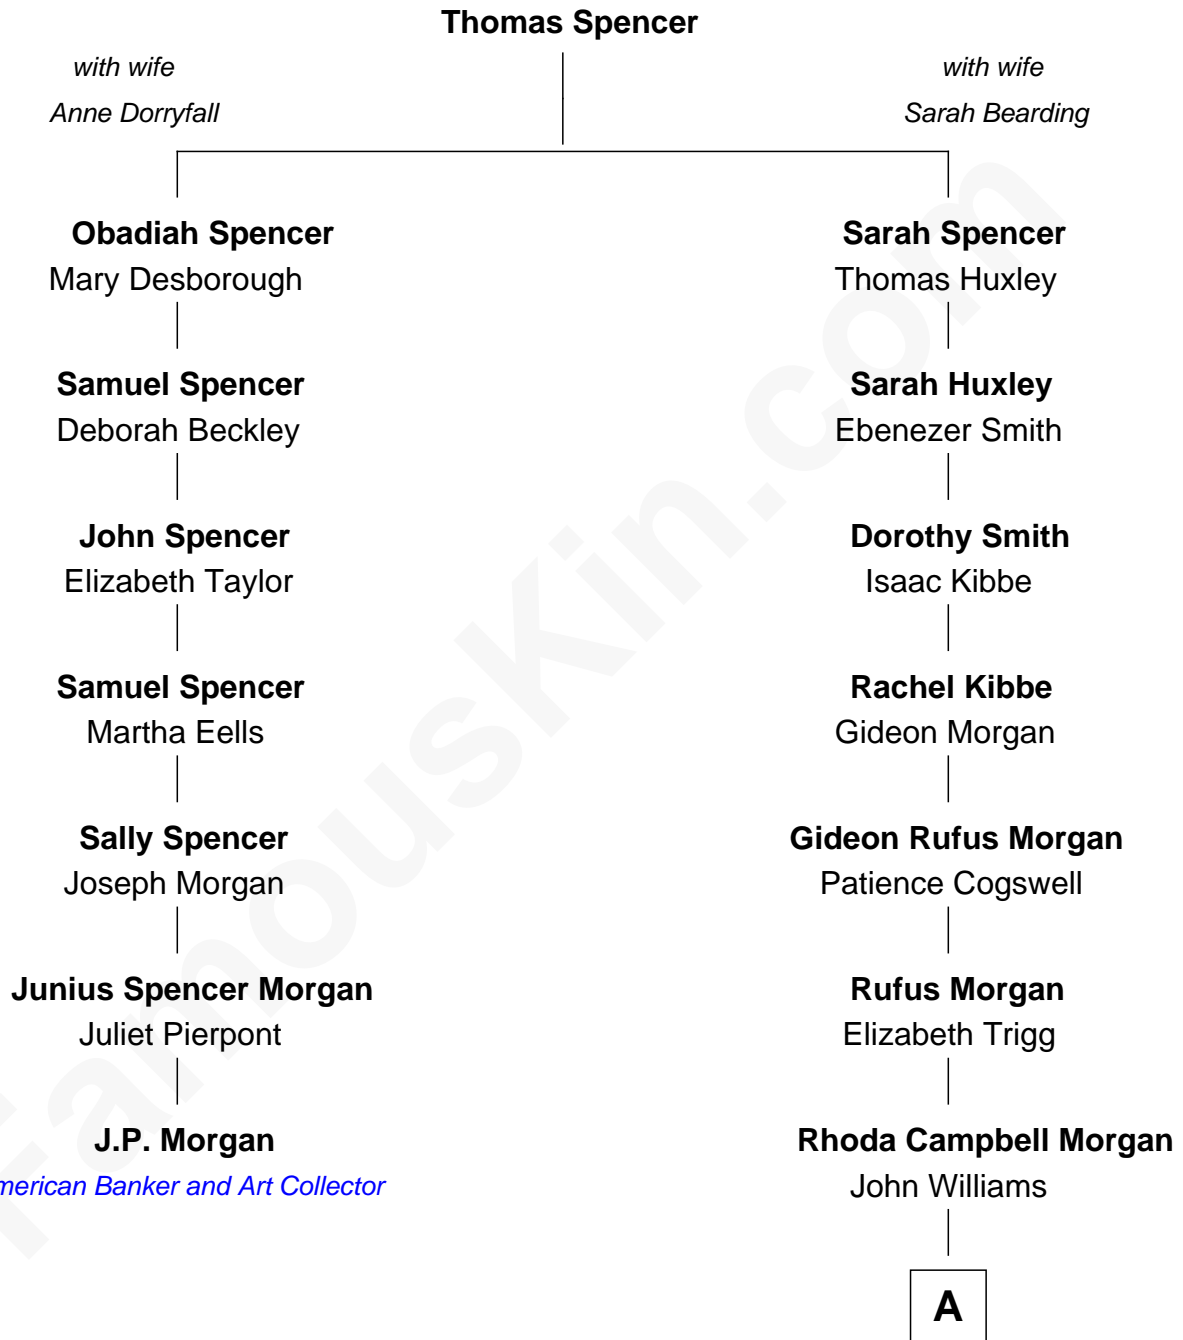 Thomas Spencer
with wife
Anne Dorryfall
with wife
Sarah Bearding
Obadiah Spencer
Mary Desborough
Samuel Spencer
Deborah Beckley
John Spencer
Elizabeth Taylor
Samuel Spencer
Martha Eells
Sally Spencer
Joseph Morgan
Junius Spencer Morgan
Juliet Pierpont
J.P. Morgan
merican Banker and Art Collector
Sarah Spencer
Thomas Huxley
Sarah Huxley
Ebenezer Smith
Dorothy Smith
Isaac Kibbe
Rachel Kibbe
Gideon Morgan
Gideon Rufus Morgan
Patience Cogswell
Rufus Morgan
Elizabeth Trigg
Rhoda Campbell Morgan
John Williams
A
FamousKin.com